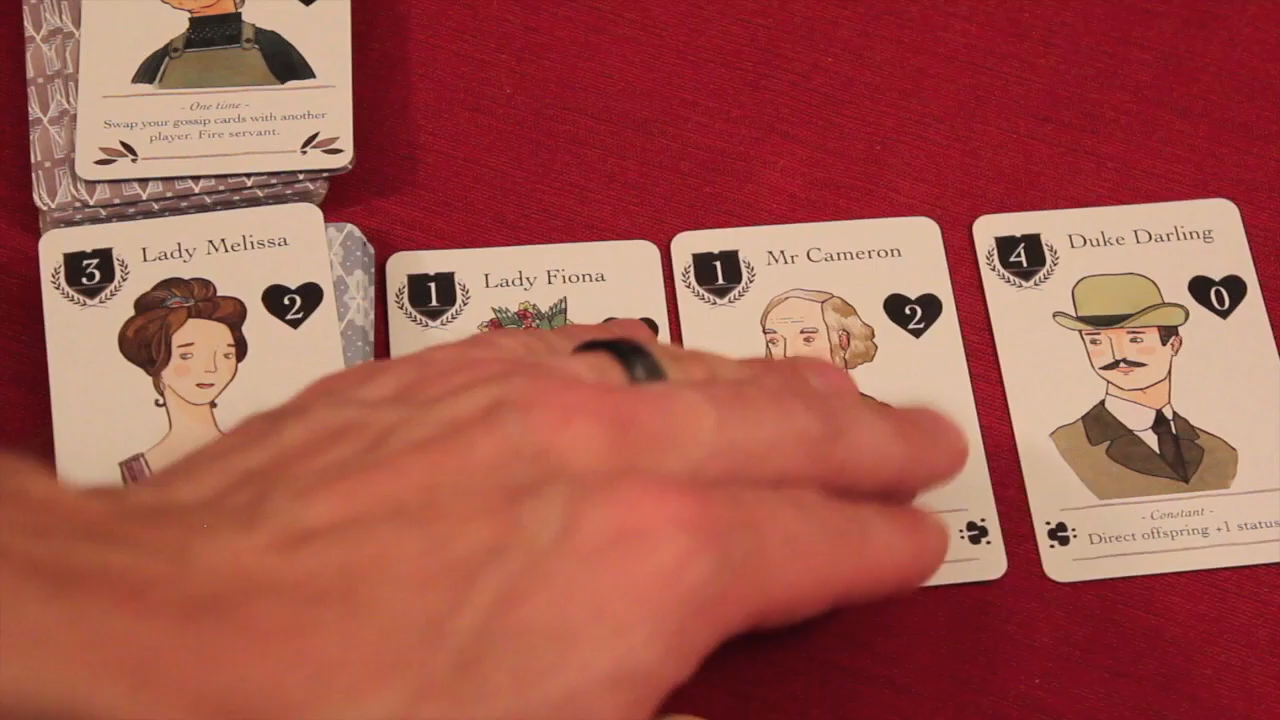 - One time -
Swap your gossip cards with another
player. Fire servant.
3
Lady Melissa
2
1
Lady Fiona
1
Mr Cameron
2
4
Duke Darling
0
- Constant -
Direct offspring +1 status